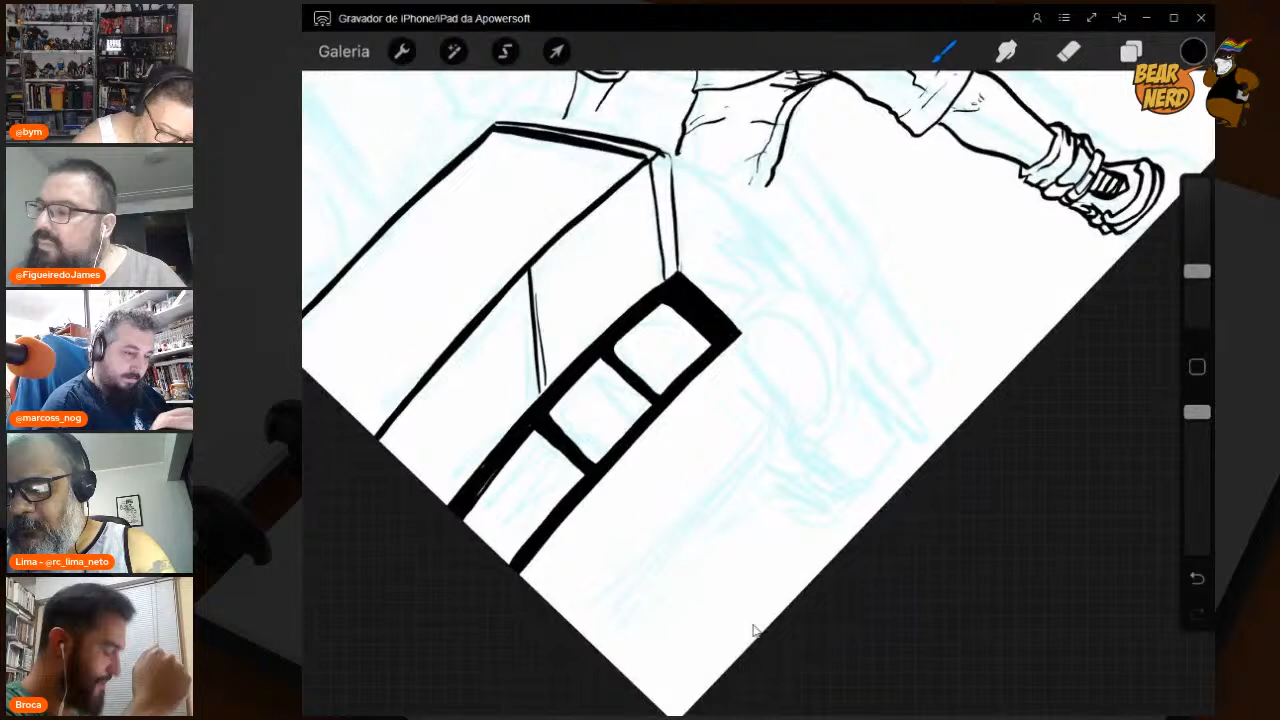 Gravador de iPhone/iPad da Apowersoft
Galeria
BEAR
NERD
@bym
@FigueiredoJames
@marcoss_nog
Lima - @rc_lima_neto
Broca